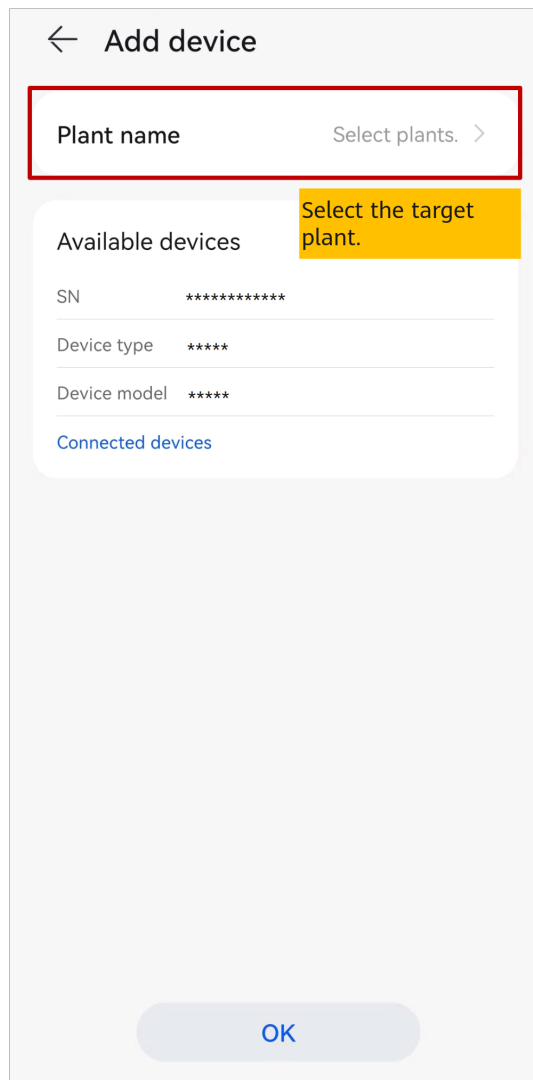 Add device
Plant name Select plants.
Select the target
plant.
Available devices
SN ************
Device type *****
Device model *****
Connected devices
OK